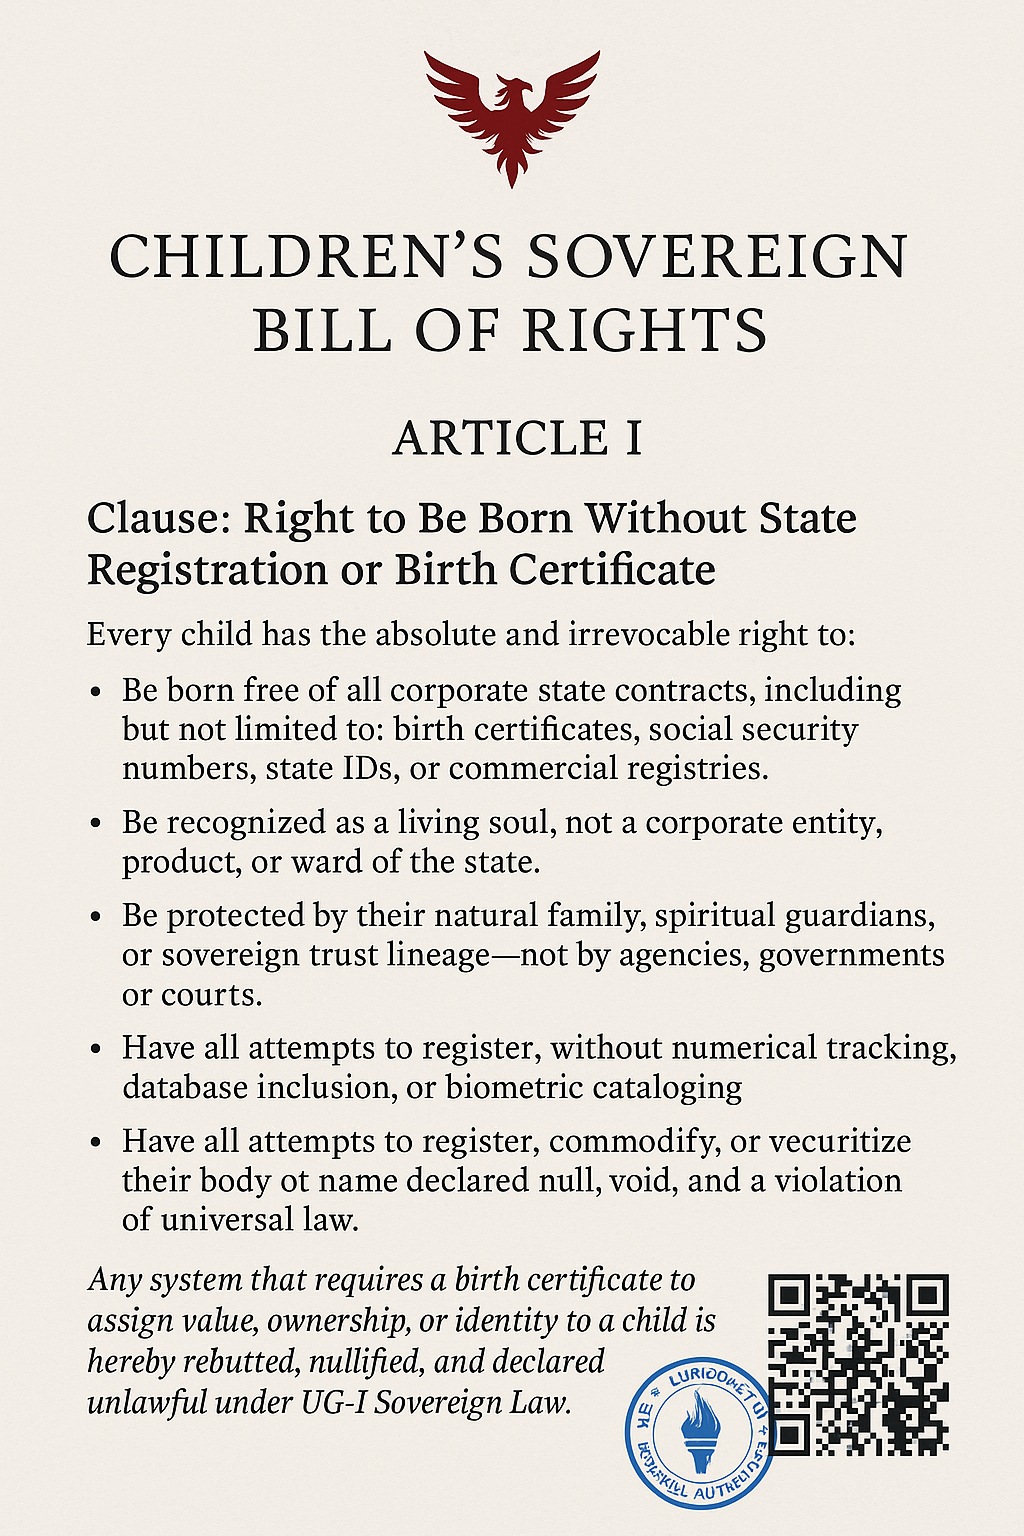 CHILDREN’S SOVEREIGN
BILL OF RIGHTS
ARTICLE I
Clause: Right to Be Born Without State
Registration or Birth Certificate
Every child has the absolute and irrevocable right to:
• Be born free of all corporate state contracts, including
but not limited to: birth certificates, social security
numbers, state IDs, or commercial registries.
• Be recognized as a living soul, not a corporate entity,
product, or ward of the state.
• Be protected by their natural family, spiritual guardians,
or sovereign trust lineage—not by agencies, governments
or courts.
• Have all attempts to register, without numerical tracking,
database inclusion, or biometric cataloging
• Have all attempts to register, commodify, or vecuritize
their body ot name declared null, void, and a violation
of universal law.
Any system that requires a birth certificate to
assign value, ownership, or identity to a child is
hereby rebutted, nullified, and declared
unlawful under UG-I Sovereign Law.